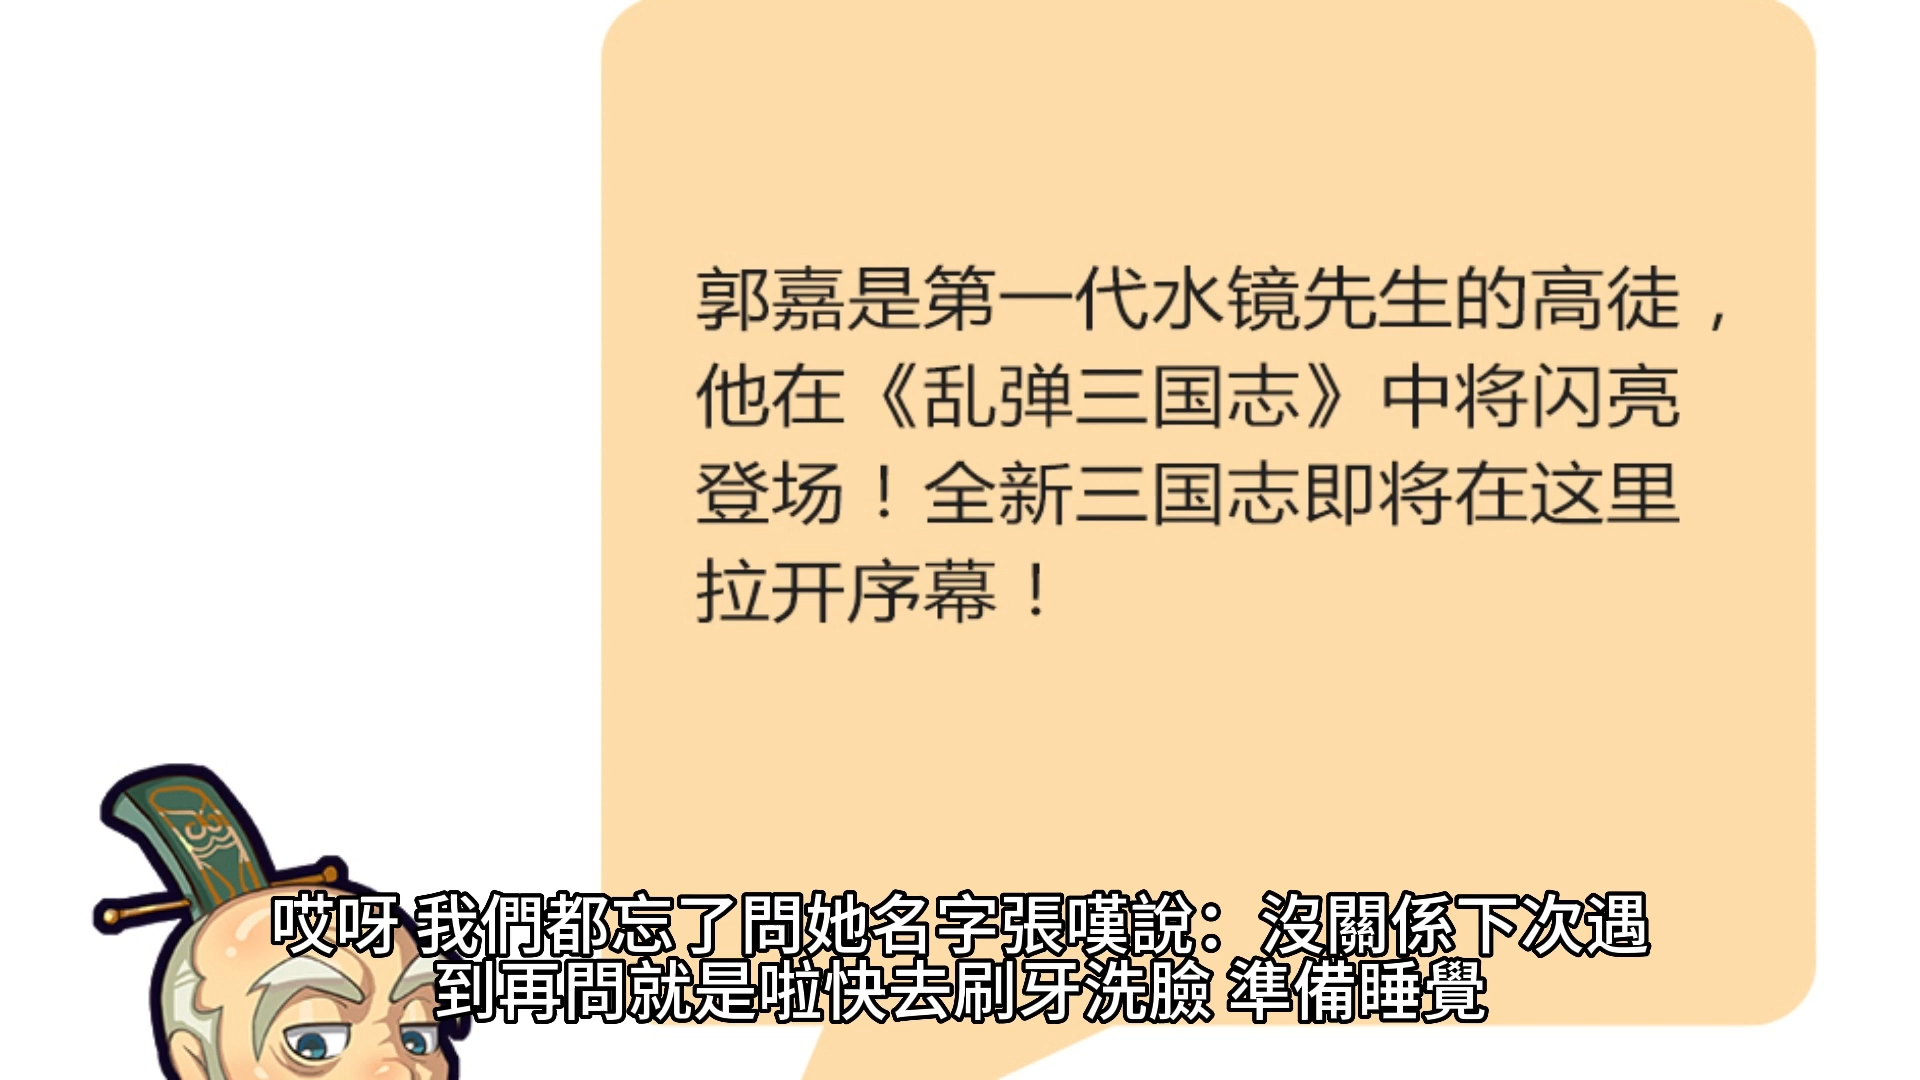 郭嘉是第一代水镜先生的高徒，
他在《乱弹三国志》中将闪亮
登场！全新三国志即将在这里
拉开序幕！
哎呀 我們都忘了問她名字張嘆說：沒關係下次遇
到再問就是啦快去刷牙洗臉 準備睡覺